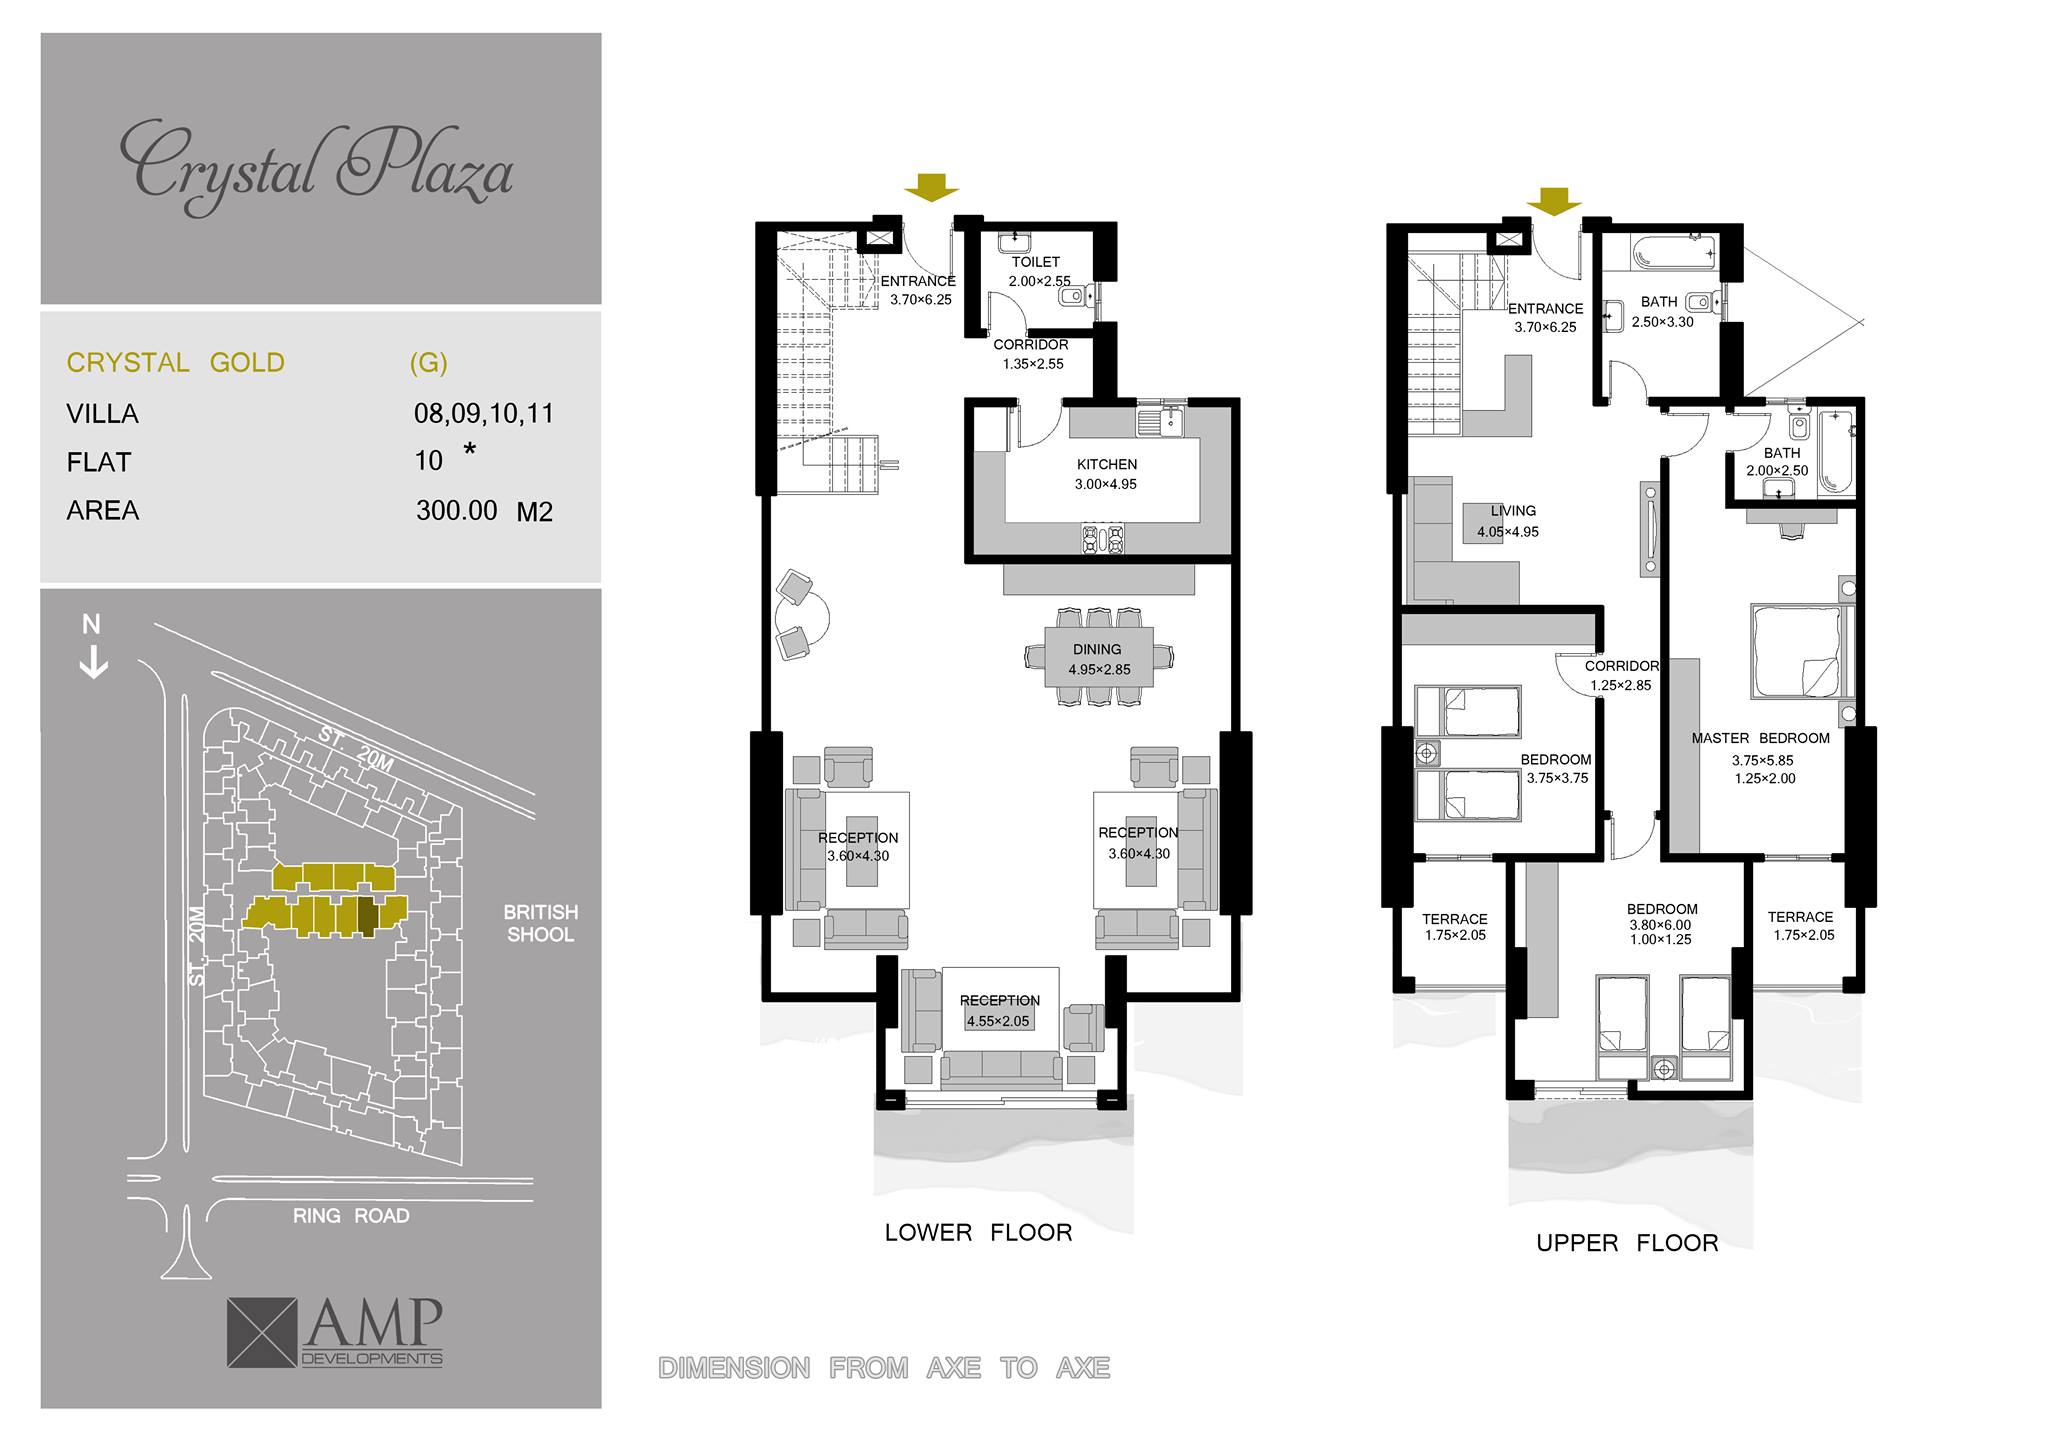 Crystal Plaza
CRYSTAL GOLD (G)
VILLA 08,09,10,11
FLAT 10 *
AREA 300.00 M2
N
ST. 20M
ST. 20M
BRITISH
SHOOL
RING ROAD
AMP
DEVELOPMENTS
ENTRANCE
3.70×6.25
TOILET
2.00×2.55
CORRIDOR
1.35×2.55
KITCHEN
3.00×4.95
DINING
4.95×2.85
RECEPTION
3.60×4.30
RECEPTION
3.60×4.30
RECEPTION
4.55×2.05
LOWER FLOOR
ENTRANCE
3.70×6.25
BATH
2.50×3.30
BATH
2.00×2.50
LIVING
4.05×4.95
CORRIDOR
1.25×2.85
BEDROOM
3.75×3.75
MASTER BEDROOM
3.75×5.85
1.25×2.00
TERRACE
1.75×2.05
BEDROOM
3.80×6.00
1.00×1.25
TERRACE
1.75×2.05
UPPER FLOOR
DIMENSION FROM AXE TO AXE